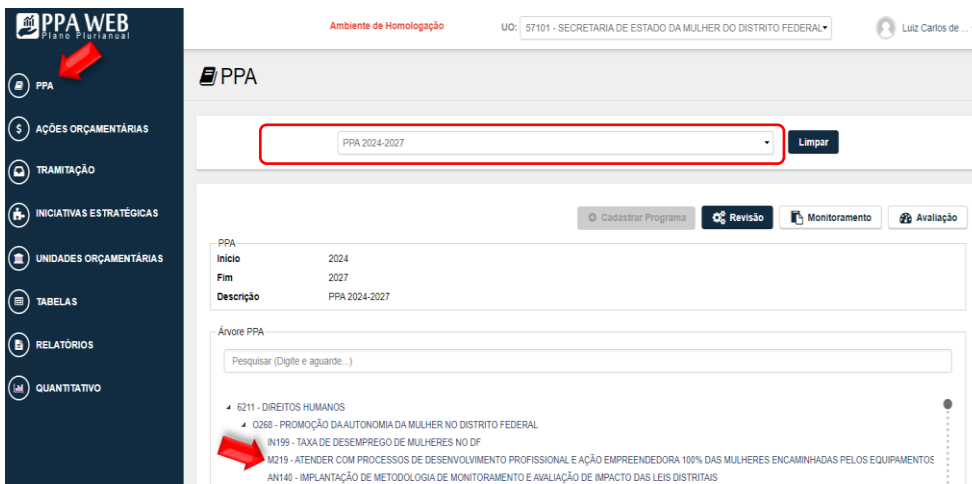 PPA WEB
Plano Plurianual
Ambiente de Homologação
UO: 57101 - SECRETARIA DE ESTADO DA MULHER DO DISTRITO FEDERAL
Luiz Carlos de ...
PPA
AÇÕES ORÇAMENTÁRIAS
TRAMITAÇÃO
INICIATIVAS ESTRATÉGICAS
UNIDADES ORÇAMENTÁRIAS
TABELAS
RELATÓRIOS
QUANTITATIVO
PPA
PPA 2024-2027
Limpar
Cadastrar Programa
Revisão
Monitoramento
Avaliação
PPA
Início 2024
Fim 2027
Descrição PPA 2024-2027
Árvore PPA
Pesquisar (Digite e aguarde...)
6211 - DIREITOS HUMANOS
O268 - PROMOÇÃO DA AUTONOMIA DA MULHER NO DISTRITO FEDERAL
IN199 - TAXA DE DESEMPREGO DE MULHERES NO DF
M219 - ATENDER COM PROCESSOS DE DESENVOLVIMENTO PROFISSIONAL E AÇÃO EMPREENDEDORA 100% DAS MULHERES ENCAMINHADAS PELOS EQUIPAMENTOS
AN140 - IMPLANTAÇÃO DE METODOLOGIA DE MONITORAMENTO E AVALIAÇÃO DE IMPACTO DAS LEIS DISTRITAIS